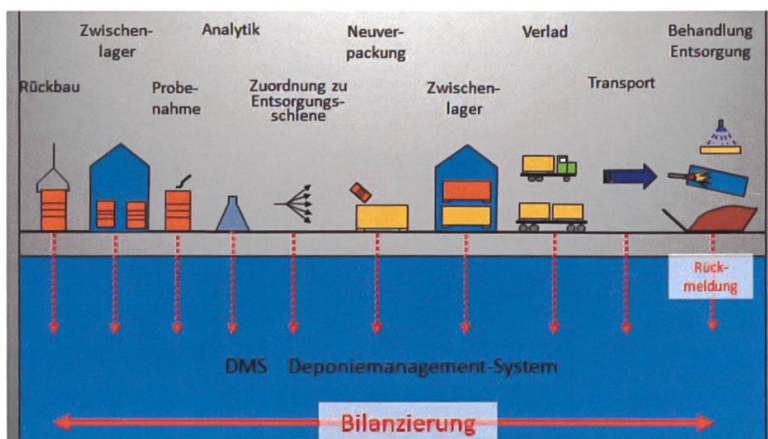 Rückbau
Zwischen-
lager
Probe-
nahme
Analytik
Zuordnung zu
Entsorgungs-
schiene
Neuver-
packung
Zwischen-
lager
Verlad
Transport
Behandlung
Entsorgung
Rück-
meldung
DMS Deponiemanagement-System
Bilanzierung